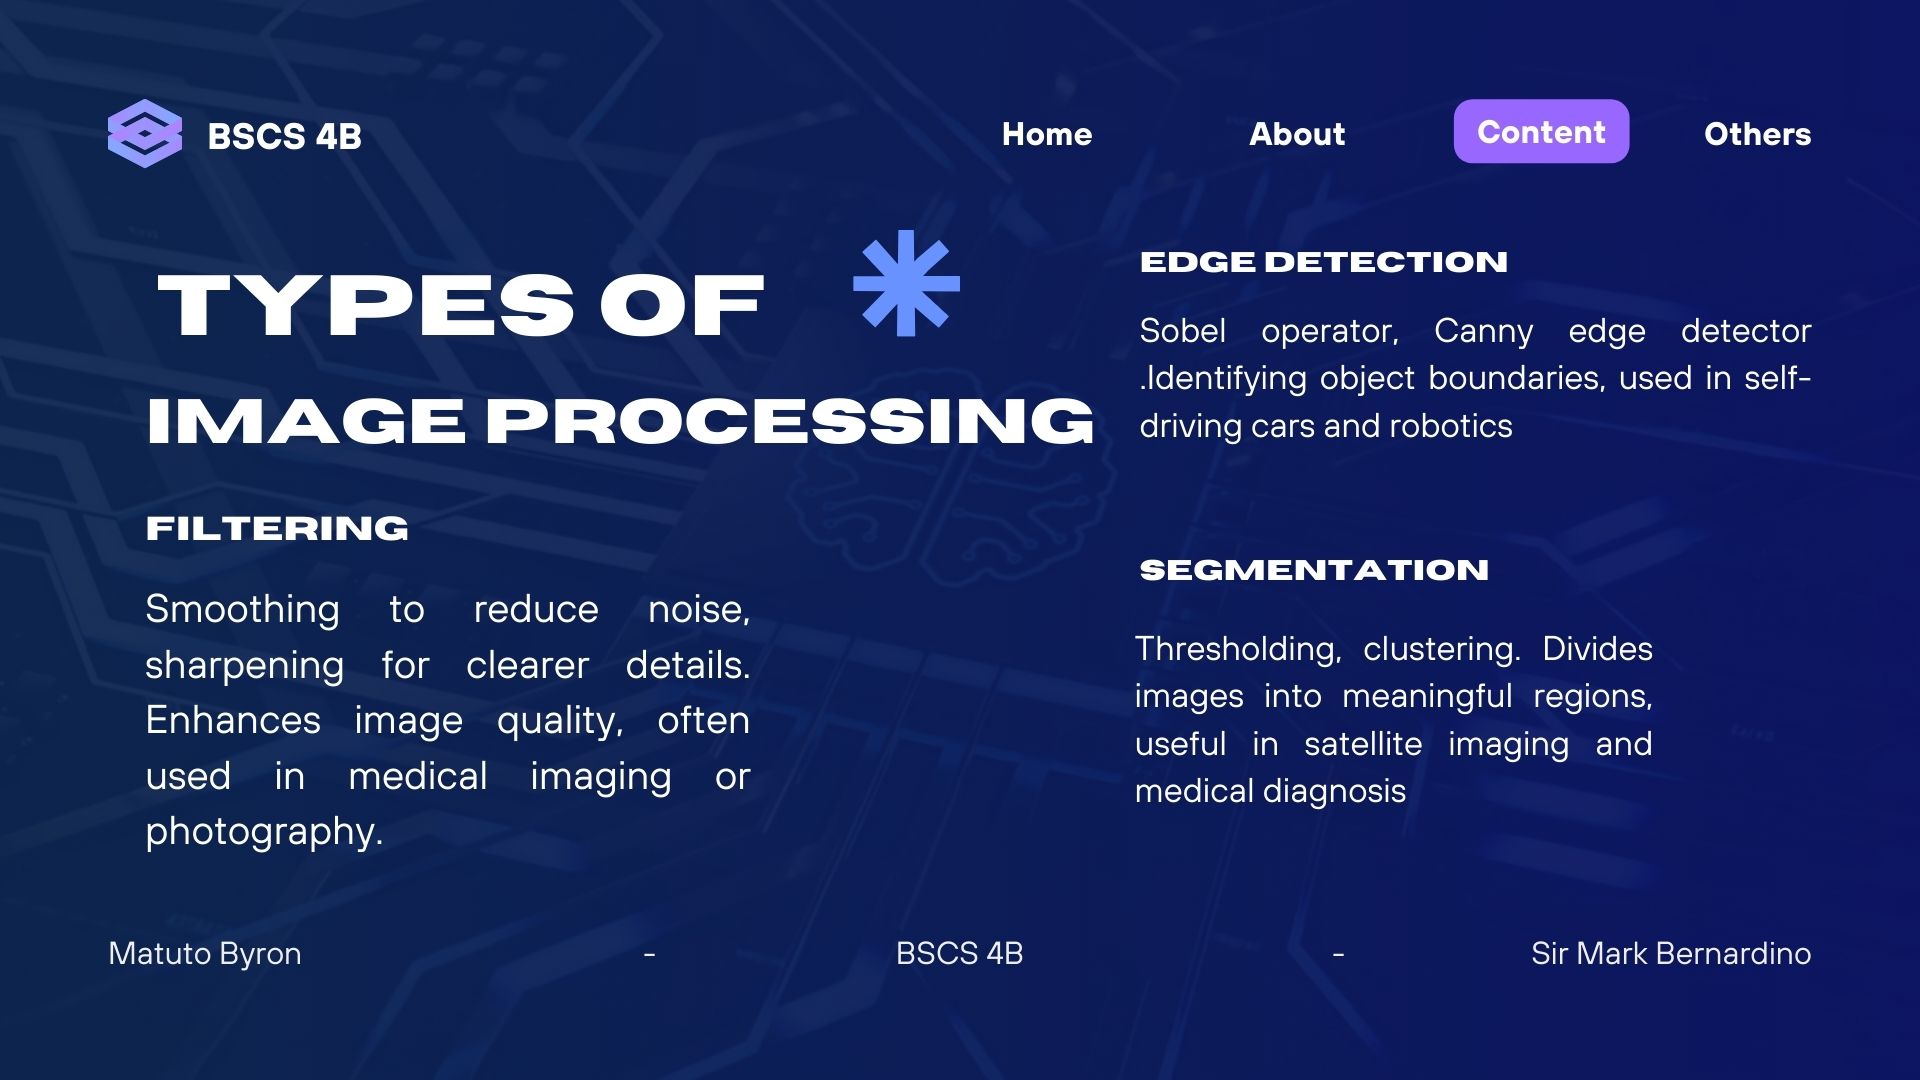 BSCS 4B
Home
About
Content
Others
TYPES OF
IMAGE PROCESSING
FILTERING
Smoothing to reduce noise,
sharpening for clearer details.
Enhances image quality, often
used in medical imaging or
photography.
EDGE DETECTION
Sobel operator, Canny edge detector
.Identifying object boundaries, used in self-
driving cars and robotics
SEGMENTATION
Thresholding, clustering. Divides
images into meaningful regions,
useful in satellite imaging and
medical diagnosis
Matuto Byron
-
BSCS 4B
-
Sir Mark Bernardino